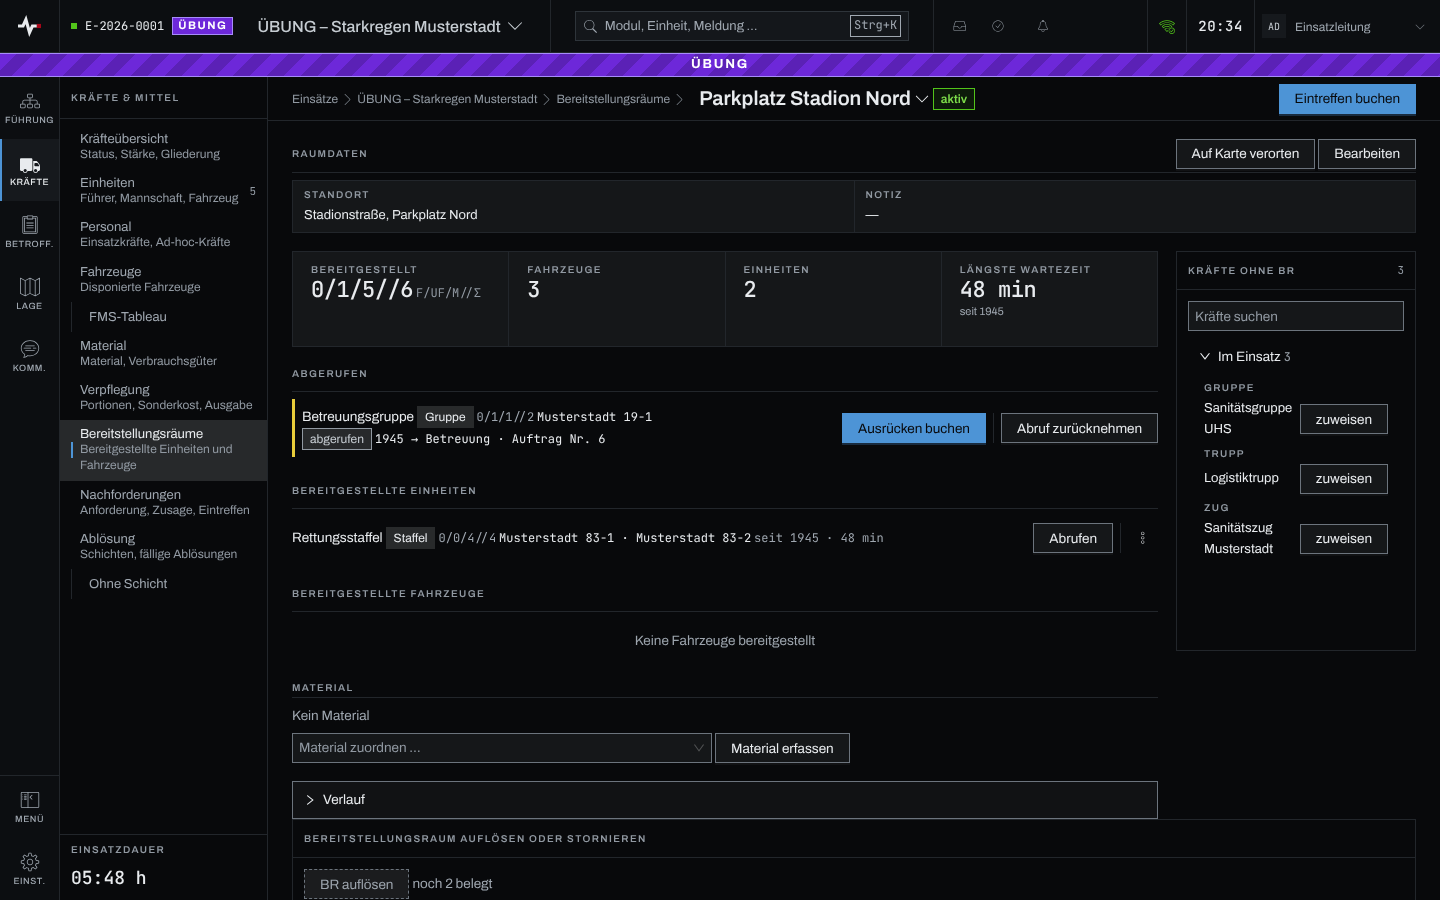 E-2026-0001 ÜBUNG
ÜBUNG – Starkregen Musterstadt
Modul, Einheit, Meldung ...
Strg+K
20:34
AD
Einsatzleitung
ÜBUNG
FÜHRUNG
KRÄFTE
BETROFF.
LAGE
KOMM.
MENÜ
EINST.
KRÄFTE & MITTEL
Kräfteübersicht
Status, Stärke, Gliederung
Einheiten
Führer, Mannschaft, Fahrzeug
5
Personal
Einsatzkräfte, Ad-hoc-Kräfte
Fahrzeuge
Disponierte Fahrzeuge
FMS-Tableau
Material
Material, Verbrauchsgüter
Verpflegung
Portionen, Sonderkost, Ausgabe
Bereitstellungsräume
Bereitgestellte Einheiten und
Fahrzeuge
Nachforderungen
Anforderung, Zusage, Eintreffen
Ablösung
Schichten, fällige Ablösungen
Ohne Schicht
EINSATZDAUER
05:48 h
Einsätze
ÜBUNG – Starkregen Musterstadt
Bereitstellungsräume
Parkplatz Stadion Nord
aktiv
Eintreffen buchen
RAUMDATEN
Auf Karte verorten
Bearbeiten
STANDORT
Stadionstraße, Parkplatz Nord
NOTIZ
—
BEREITGESTELLT
0/1/5//6 F/UF/M//Σ
FAHRZEUGE
3
EINHEITEN
2
LÄNGSTE WARTEZEIT
48 min
seit 1945
ABGERUFEN
Betreuungsgruppe Gruppe 0/1/1//2 Musterstadt 19-1
abgerufen 1945 → Betreuung · Auftrag Nr. 6
Ausrücken buchen
Abruf zurücknehmen
BEREITGESTELLTE EINHEITEN
Rettungsstaffel Staffel 0/0/4//4 Musterstadt 83-1 · Musterstadt 83-2 seit 1945 · 48 min
Abrufen
BEREITGESTELLTE FAHRZEUGE
Keine Fahrzeuge bereitgestellt
MATERIAL
Kein Material
Material zuordnen ...
Material erfassen
Verlauf
BEREITSTELLUNGSRAUM AUFLÖSEN ODER STORNIEREN
BR auflösen noch 2 belegt
KRÄFTE OHNE BR
3
Kräfte suchen
Im Einsatz 3
GRUPPE
Sanitätsgruppe
UHS
zuweisen
TRUPP
Logistiktrupp
zuweisen
ZUG
Sanitätszug
Musterstadt
zuweisen